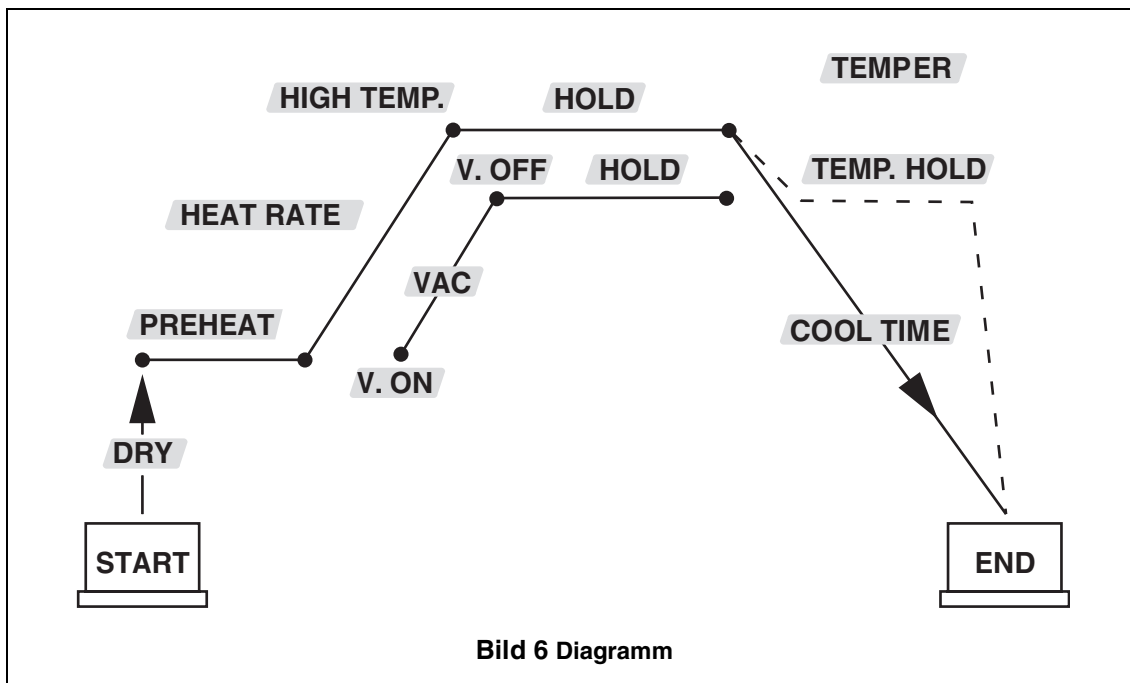 TEMPER
HIGH TEMP.
HOLD
V. OFF
HOLD
TEMP. HOLD
HEAT RATE
VAC
PREHEAT
COOL TIME
V. ON
DRY
START
END
Bild 6 Diagramm